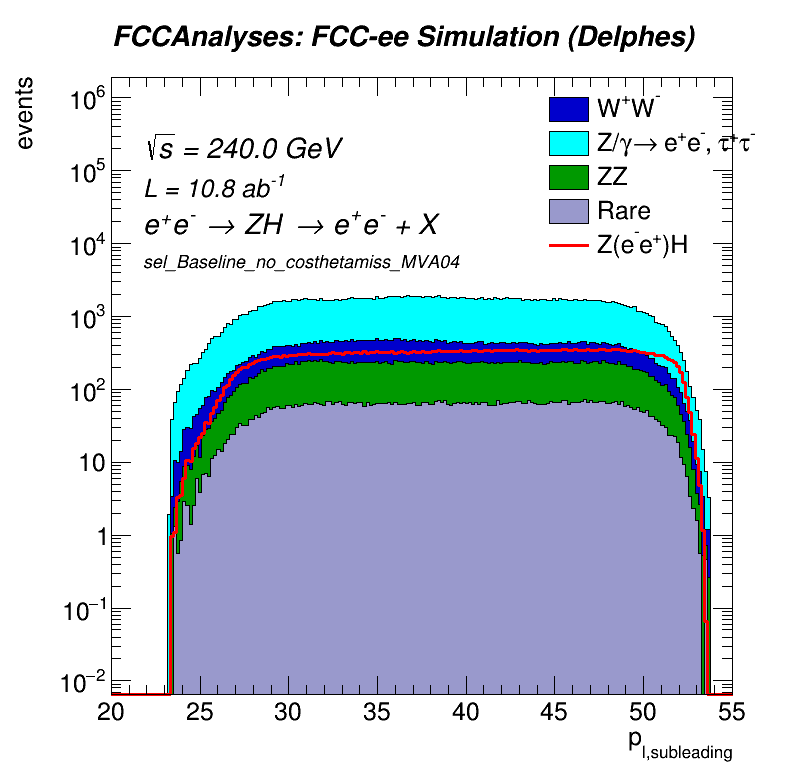 FCCAnalyses: FCC-ee Simulation (Delphes)
events
√s = 240.0 GeV
L = 10.8 ab⁻¹
e⁺e⁻ → ZH → e⁺e⁻ + X
sel_Baseline_no_costhetamiss_MVA04
W⁺W⁻
Z/γ→ e⁺e⁻, τ⁺τ⁻
ZZ
Rare
Z(e⁻e⁺)H
10⁶
10⁵
10⁴
10³
10²
10
1
10⁻¹
10⁻²
20 25 30 35 40 45 50 55
p_l,subleading